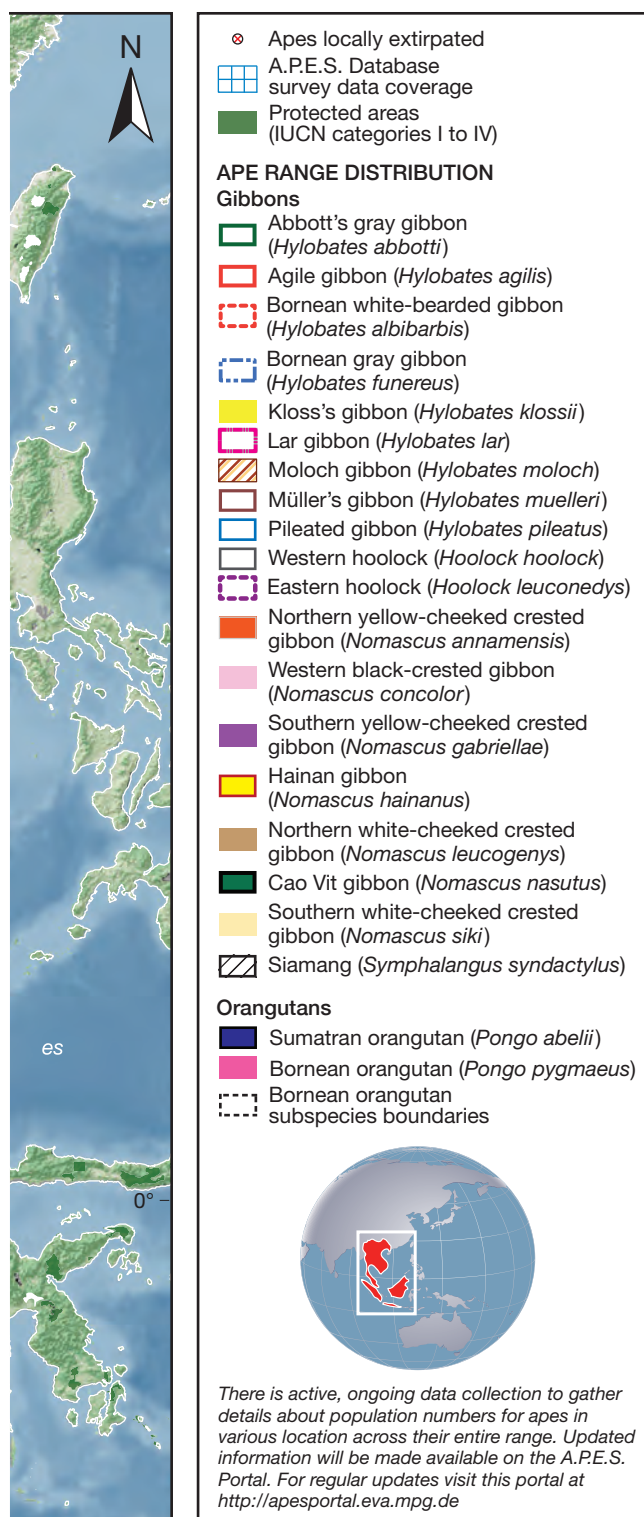 N
es
0°
Apes locally extirpated
A.P.E.S. Database
survey data coverage
Protected areas
(IUCN categories I to IV)
APE RANGE DISTRIBUTION
Gibbons
Abbott's gray gibbon
(Hylobates abbotti)
Agile gibbon (Hylobates agilis)
Bornean white-bearded gibbon
(Hylobates albibarbis)
Bornean gray gibbon
(Hylobates funereus)
Kloss's gibbon (Hylobates klossii)
Lar gibbon (Hylobates lar)
Moloch gibbon (Hylobates moloch)
Müller's gibbon (Hylobates muelleri)
Pileated gibbon (Hylobates pileatus)
Western hoolock (Hoolock hoolock)
Eastern hoolock (Hoolock leuconedys)
Northern yellow-cheeked crested
gibbon (Nomascus annamensis)
Western black-crested gibbon
(Nomascus concolor)
Southern yellow-cheeked crested
gibbon (Nomascus gabriellae)
Hainan gibbon
(Nomascus hainanus)
Northern white-cheeked crested
gibbon (Nomascus leucogenys)
Cao Vit gibbon (Nomascus nasutus)
Southern white-cheeked crested
gibbon (Nomascus siki)
Siamang (Symphalangus syndactylus)
Orangutans
Sumatran orangutan (Pongo abelii)
Bornean orangutan (Pongo pygmaeus)
Bornean orangutan
subspecies boundaries
There is active, ongoing data collection to gather
details about population numbers for apes in
various location across their entire range. Updated
information will be made available on the A.P.E.S.
Portal. For regular updates visit this portal at
http://apesportal.eva.mpg.de